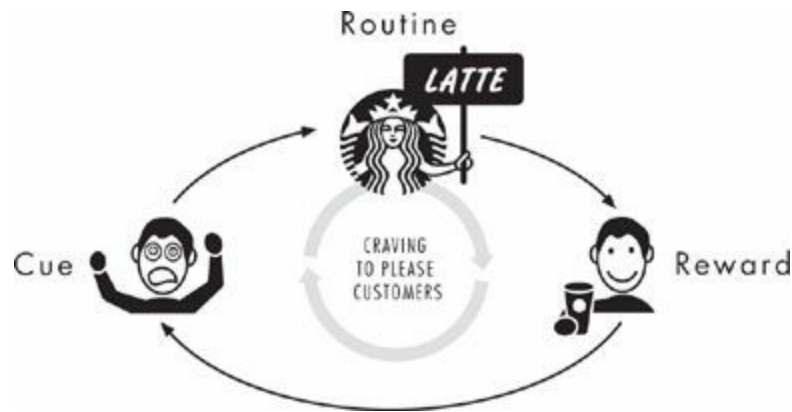 Routine
LATTE
CRAVING
TO PLEASE
CUSTOMERS
Cue
Reward